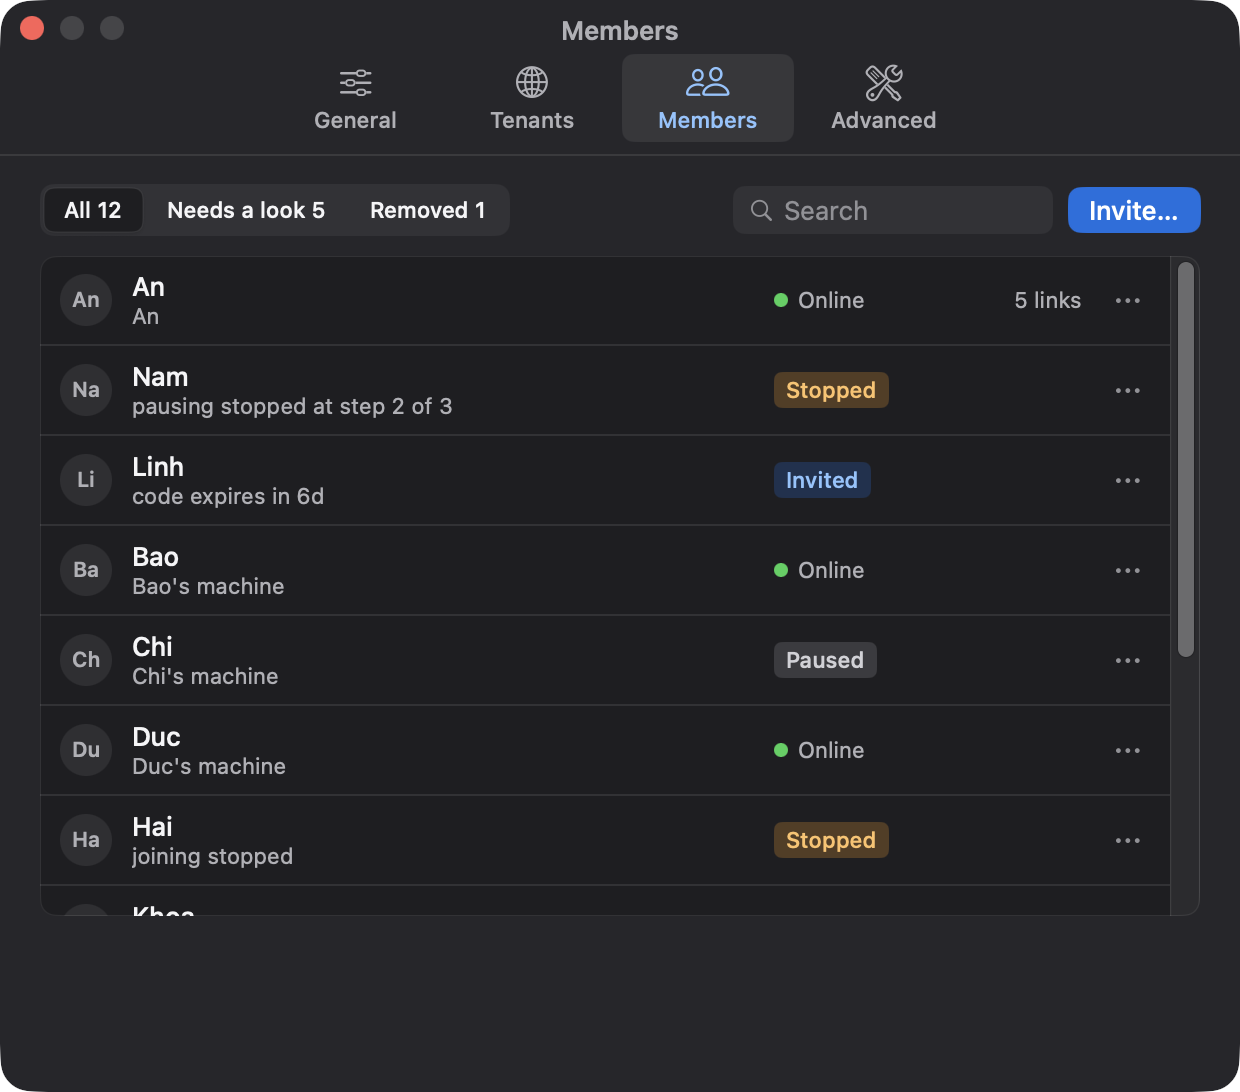 Members
General
Tenants
Members
Advanced
All 12
Needs a look 5
Removed 1
Search
Invite...
An
An
An
Online
5 links
Na
Nam
pausing stopped at step 2 of 3
Stopped
Li
Linh
code expires in 6d
Invited
Ba
Bao
Bao's machine
Online
Ch
Chi
Chi's machine
Paused
Du
Duc
Duc's machine
Online
Ha
Hai
joining stopped
Stopped